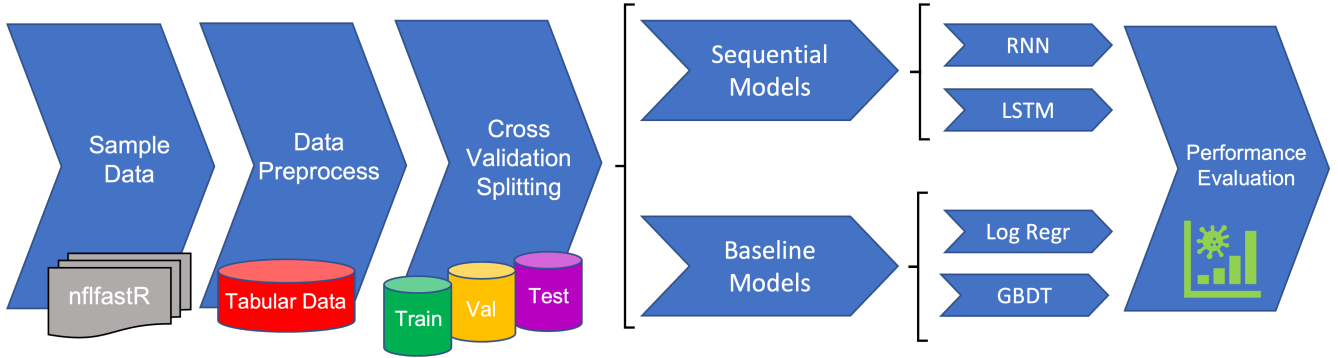 Sample
Data
nflfastR
Data
Preprocess
Tabular Data
Cross
Validation
Splitting
Train
Val
Test
Sequential
Models
RNN
LSTM
Baseline
Models
Log Regr
GBDT
Performance
Evaluation